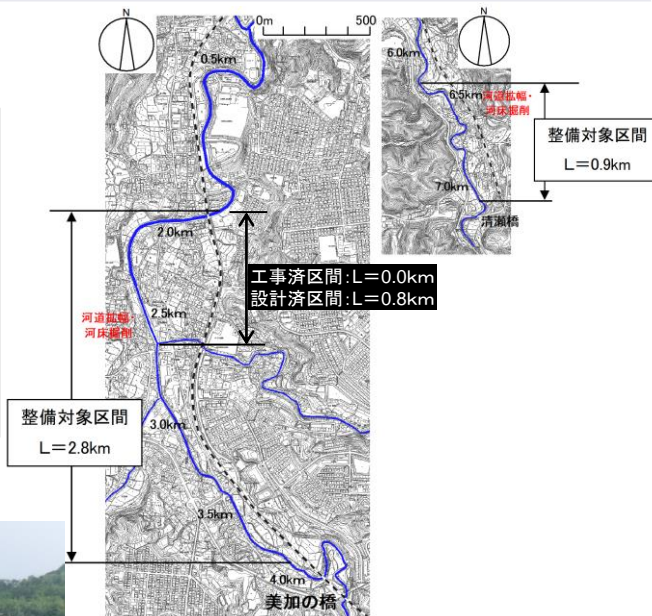 N
0m 500
0.5km
2.0km
工事済区間:L=0.0km
設計済区間:L=0.8km
2.5km
河道拡幅・
河床掘削
整備対象区間
L=2.8km
3.0km
3.5km
4.0km
美加の橋
N
6.0km
6.5km
河道拡幅・
河床掘削
整備対象区間
L=0.9km
7.0km
清瀬橋